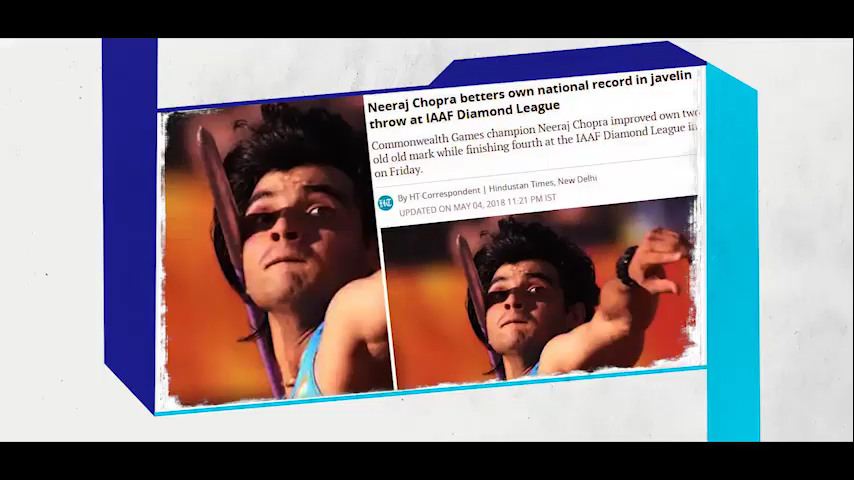 Neeraj Chopra betters own national record in javelin
throw at IAAF Diamond League
Commonwealth Games champion Neeraj Chopra improved own two
old old mark while finishing fourth at the IAAF Diamond League in
on Friday.
HT
By HT Correspondent | Hindustan Times, New Delhi
UPDATED ON MAY 04, 2018 11:21 PM IST